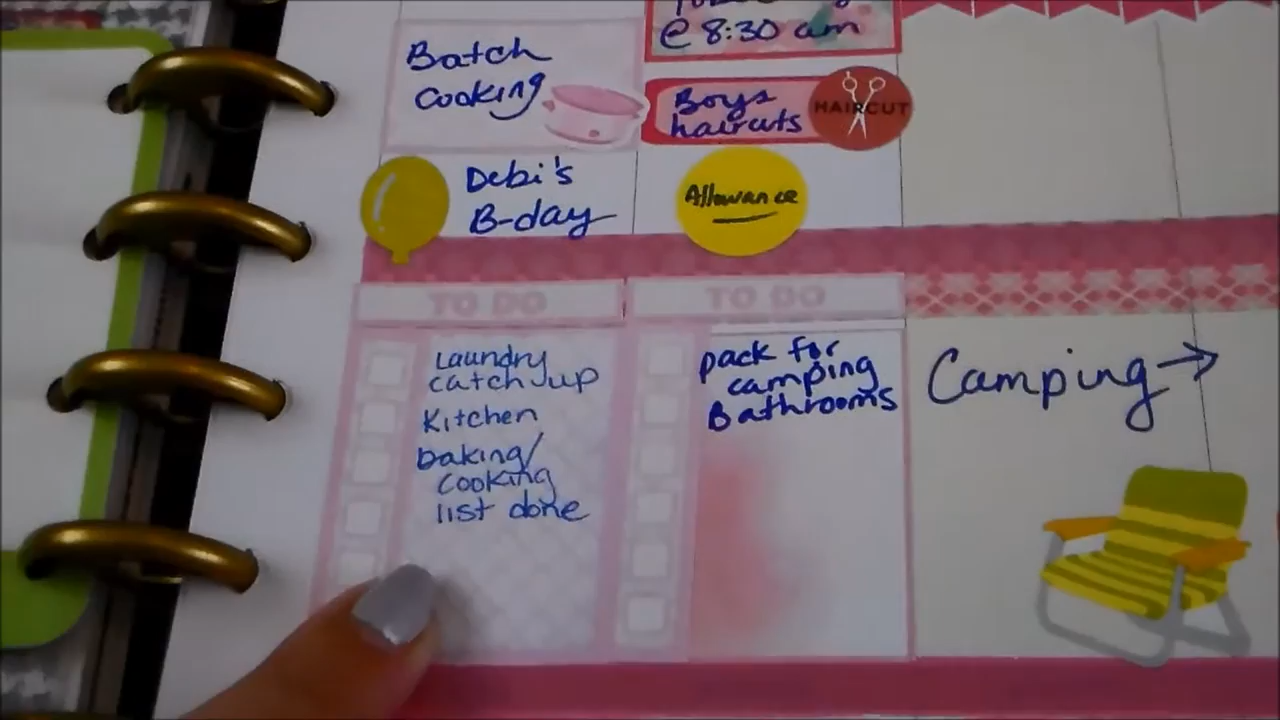 Batch
Cooking
Debi's
B-day
TO DO
Laundry
catch up
Kitchen
baking/
cooking
list done
@ 8:30 am
Boys
haircuts
HAIRCUT
Allowance
TO DO
pack for
camping
Bathrooms
Camping→